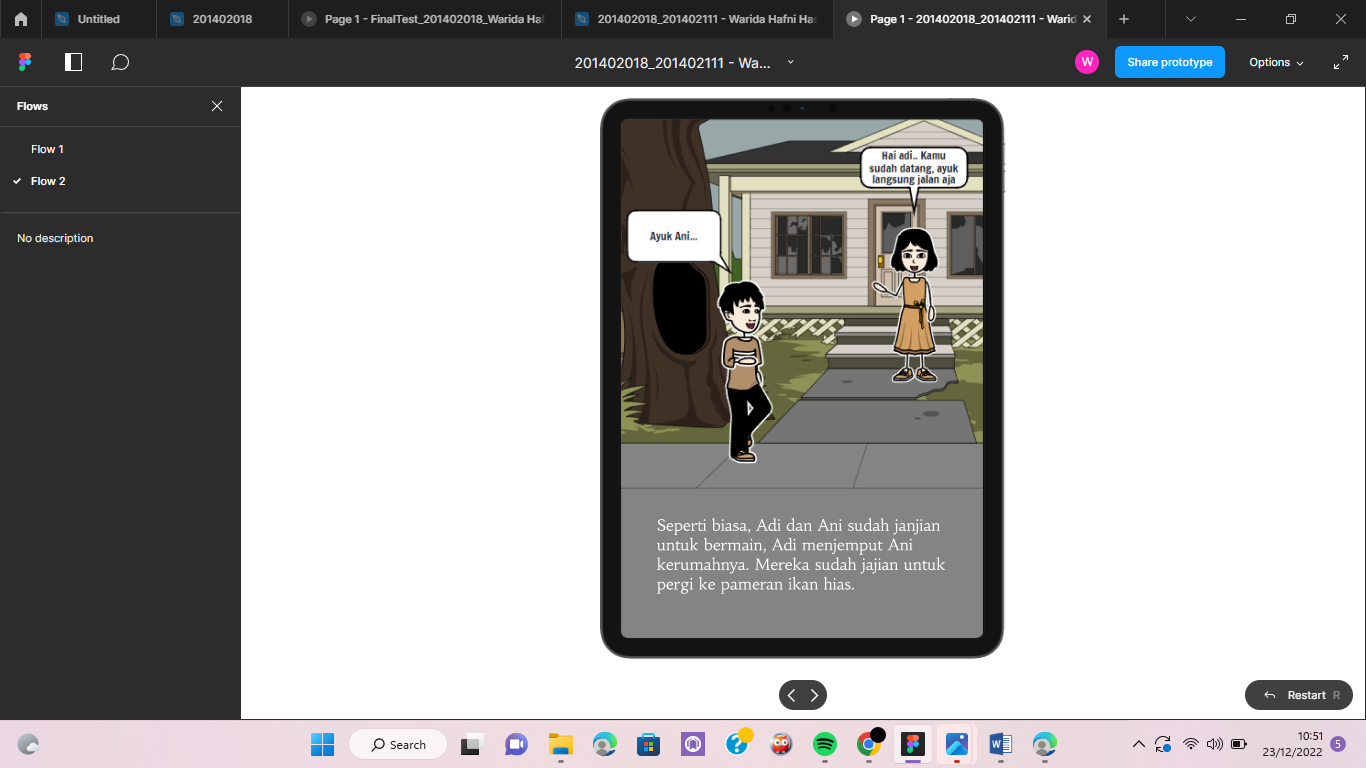 Untitled
201402018
Page 1 - FinalTest_201402018_Warida Haf
201402018_201402111 - Warida Hafni Has
Page 1 - 201402018_201402111 - Warid
201402018_201402111 - Wa...
W
Share prototype
Options
Flows
Flow 1
Flow 2
No description
Hai adi.. Kamu
sudah datang, ayuk
langsung jalan aja
Ayuk Ani...
Seperti biasa, Adi dan Ani sudah janjian
untuk bermain, Adi menjemput Ani
kerumahnya. Mereka sudah jajian untuk
pergi ke pameran ikan hias.
Restart R
Search
10:51
23/12/2022
5